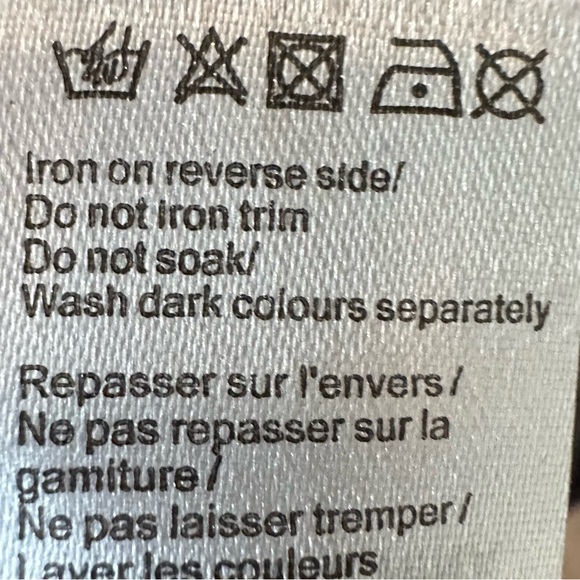 Iron on reverse side/
Do not iron trim
Do not soak/
Wash dark colours separately
Repasser sur l'envers/
Ne pas repasser sur la
garniture/
Ne pas laisser tremper/
Laver les couleurs